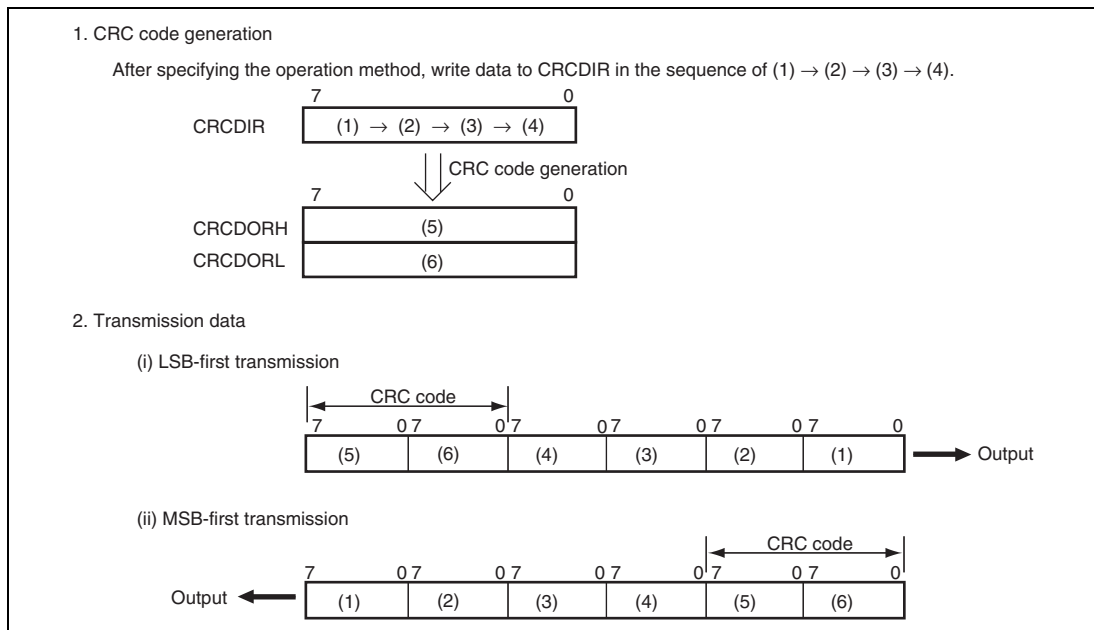 1. CRC code generation
After specifying the operation method, write data to CRCDIR in the sequence of (1) → (2) → (3) → (4).
7 0
CRCDIR (1) → (2) → (3) → (4)
CRC code generation
7 0
CRCDORH (5)
CRCDORL (6)
2. Transmission data
(i) LSB-first transmission
CRC code
7 0 7 0 7 0 7 0 7 0 7 0
(5) (6) (4) (3) (2) (1) Output
(ii) MSB-first transmission
CRC code
7 0 7 0 7 0 7 0 7 0 7 0
Output (1) (2) (3) (4) (5) (6)